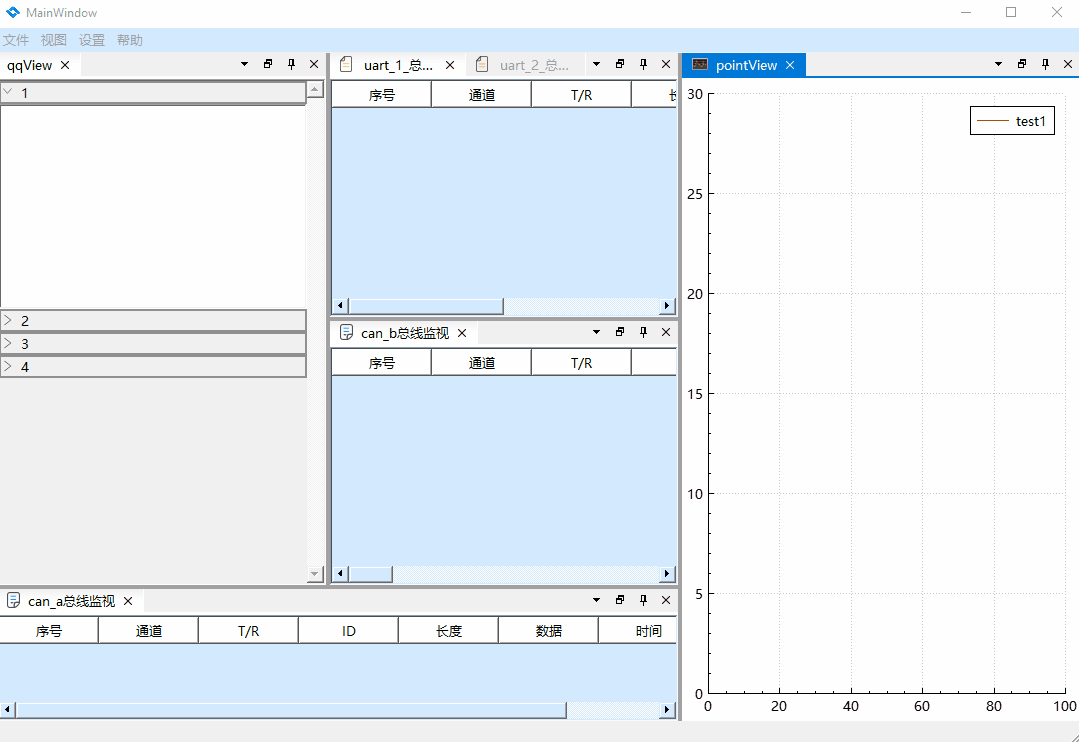 MainWindow
文件 视图 设置 帮助
qqView
1
2
3
4
uart_1_总... uart_2_总...
序号 通道 T/R
can_b总线监视
序号 通道 T/R
can_a总线监视
序号 通道 T/R ID 长度 数据 时间
pointView
test1
30
25
20
15
10
5
0
0 20 40 60 80 100